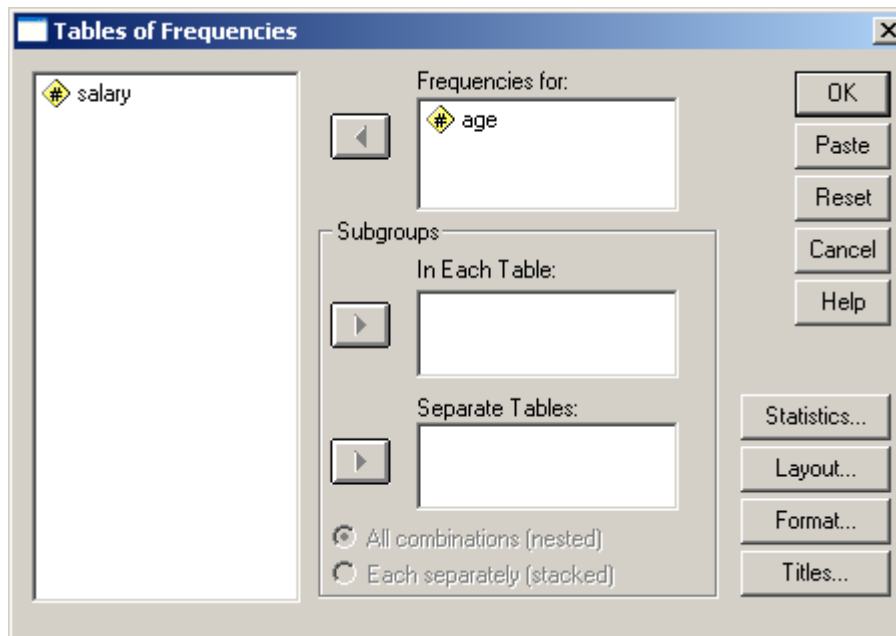 Tables of Frequencies
# salary
Frequencies for:
# age
Subgroups
In Each Table:
Separate Tables:
All combinations (nested)
Each separately (stacked)
OK
Paste
Reset
Cancel
Help
Statistics...
Layout...
Format...
Titles...